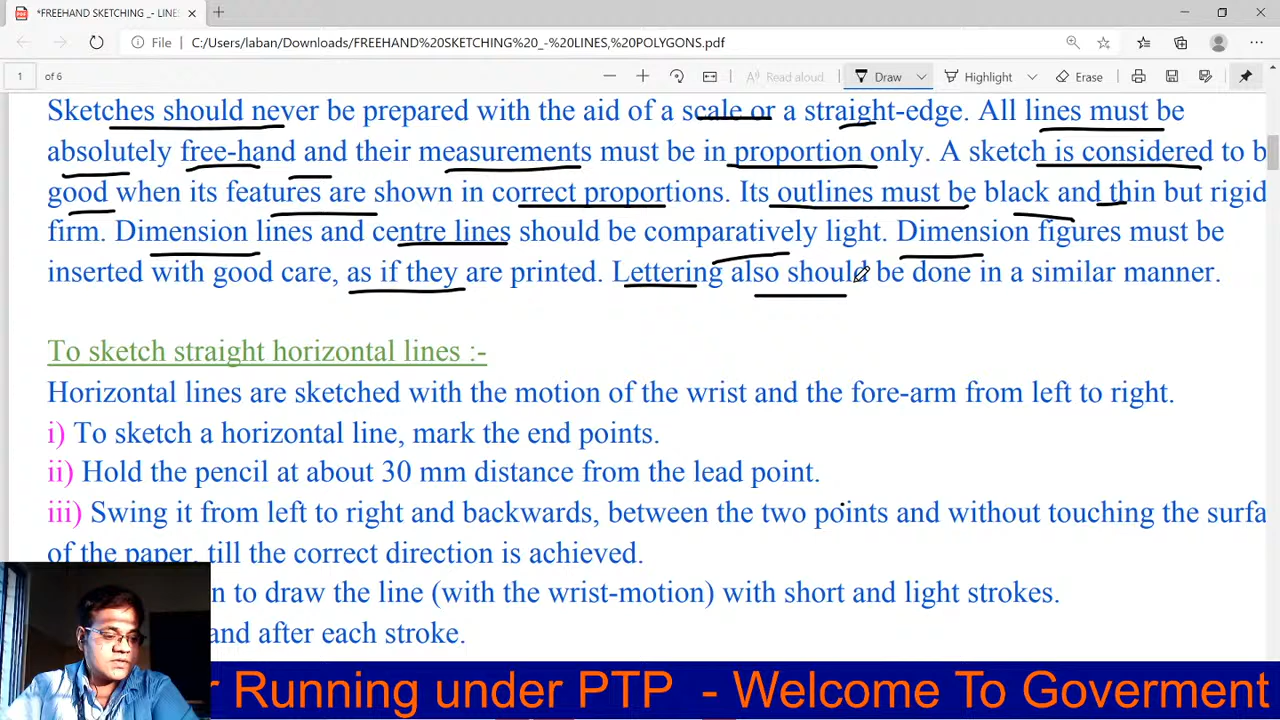 *FREEHAND SKETCHING _- LINES
File C:/Users/laban/Downloads/FREEHAND%20SKETCHING%20_-%20LINES,%20POLYGONS.pdf
1 of 6 Read aloud Draw Highlight Erase
Sketches should never be prepared with the aid of a scale or a straight-edge. All lines must be
absolutely free-hand and their measurements must be in proportion only. A sketch is considered to b
good when its features are shown in correct proportions. Its outlines must be black and thin but rigid
firm. Dimension lines and centre lines should be comparatively light. Dimension figures must be
inserted with good care, as if they are printed. Lettering also should be done in a similar manner.
To sketch straight horizontal lines :-
Horizontal lines are sketched with the motion of the wrist and the fore-arm from left to right.
i) To sketch a horizontal line, mark the end points.
ii) Hold the pencil at about 30 mm distance from the lead point.
iii) Swing it from left to right and backwards, between the two points and without touching the surfa
of the paper, till the correct direction is achieved.
n to draw the line (with the wrist-motion) with short and light strokes.
and after each stroke.
r Running under PTP - Welcome To Goverment